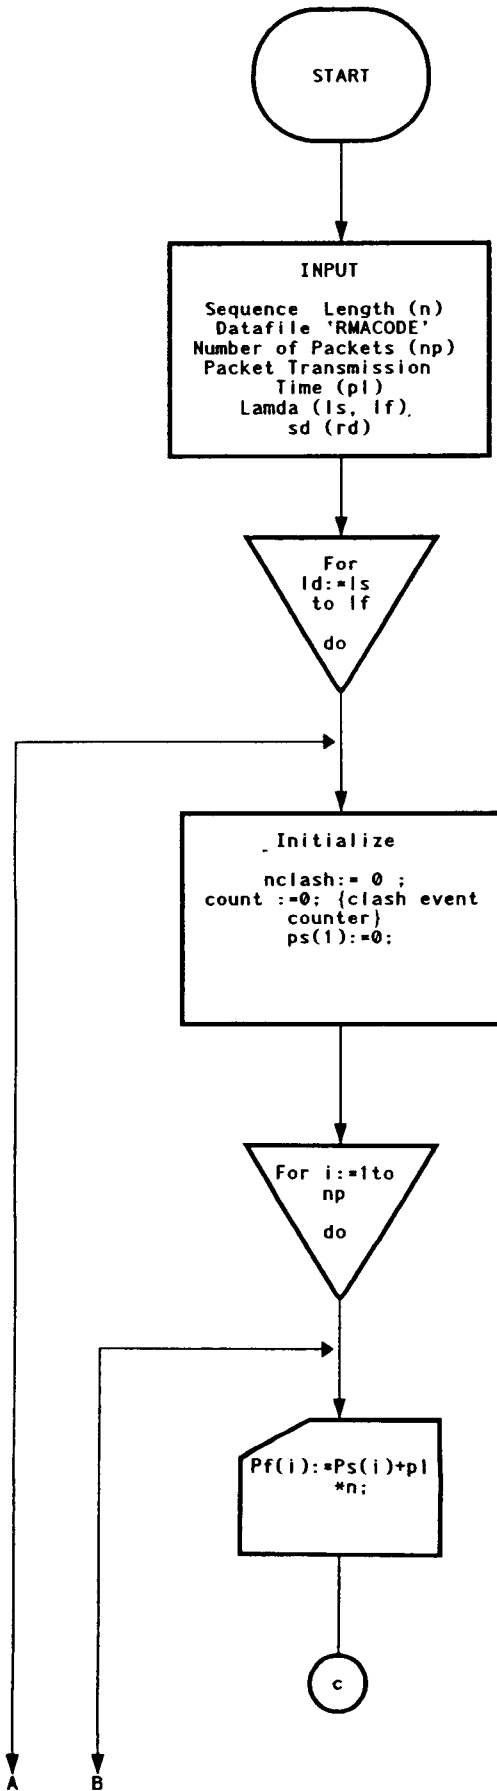 START
INPUT
Sequence Length (n)
Datafile 'RMACODE'
Number of Packets (np)
Packet Transmission
Time (pl)
Lamda (ls, lf)
sd (rd)
For
ld:=ls
to lf
do
Initialize
nclash:= 0 ;
count :=0; {clash event
counter}
ps(1):=0;
For i:=1to
np
do
Pf(i):=Ps(i)+pl
*n;
c
A
B